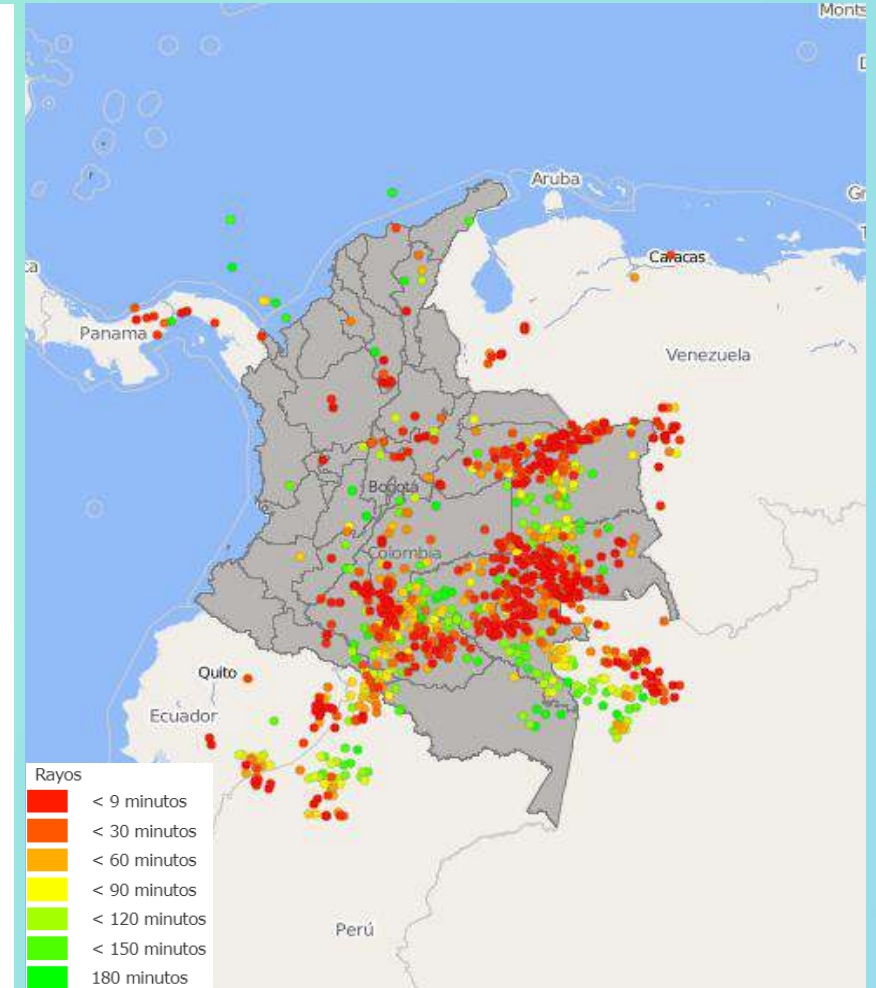 Monts
D
Aruba
Gr
T
Caracas
ca
Panama
Venezuela
Bogotá
Colombia
Quito
Ecuador
Rayos
< 9 minutos
< 30 minutos
< 60 minutos
< 90 minutos
< 120 minutos
< 150 minutos
180 minutos
Perú